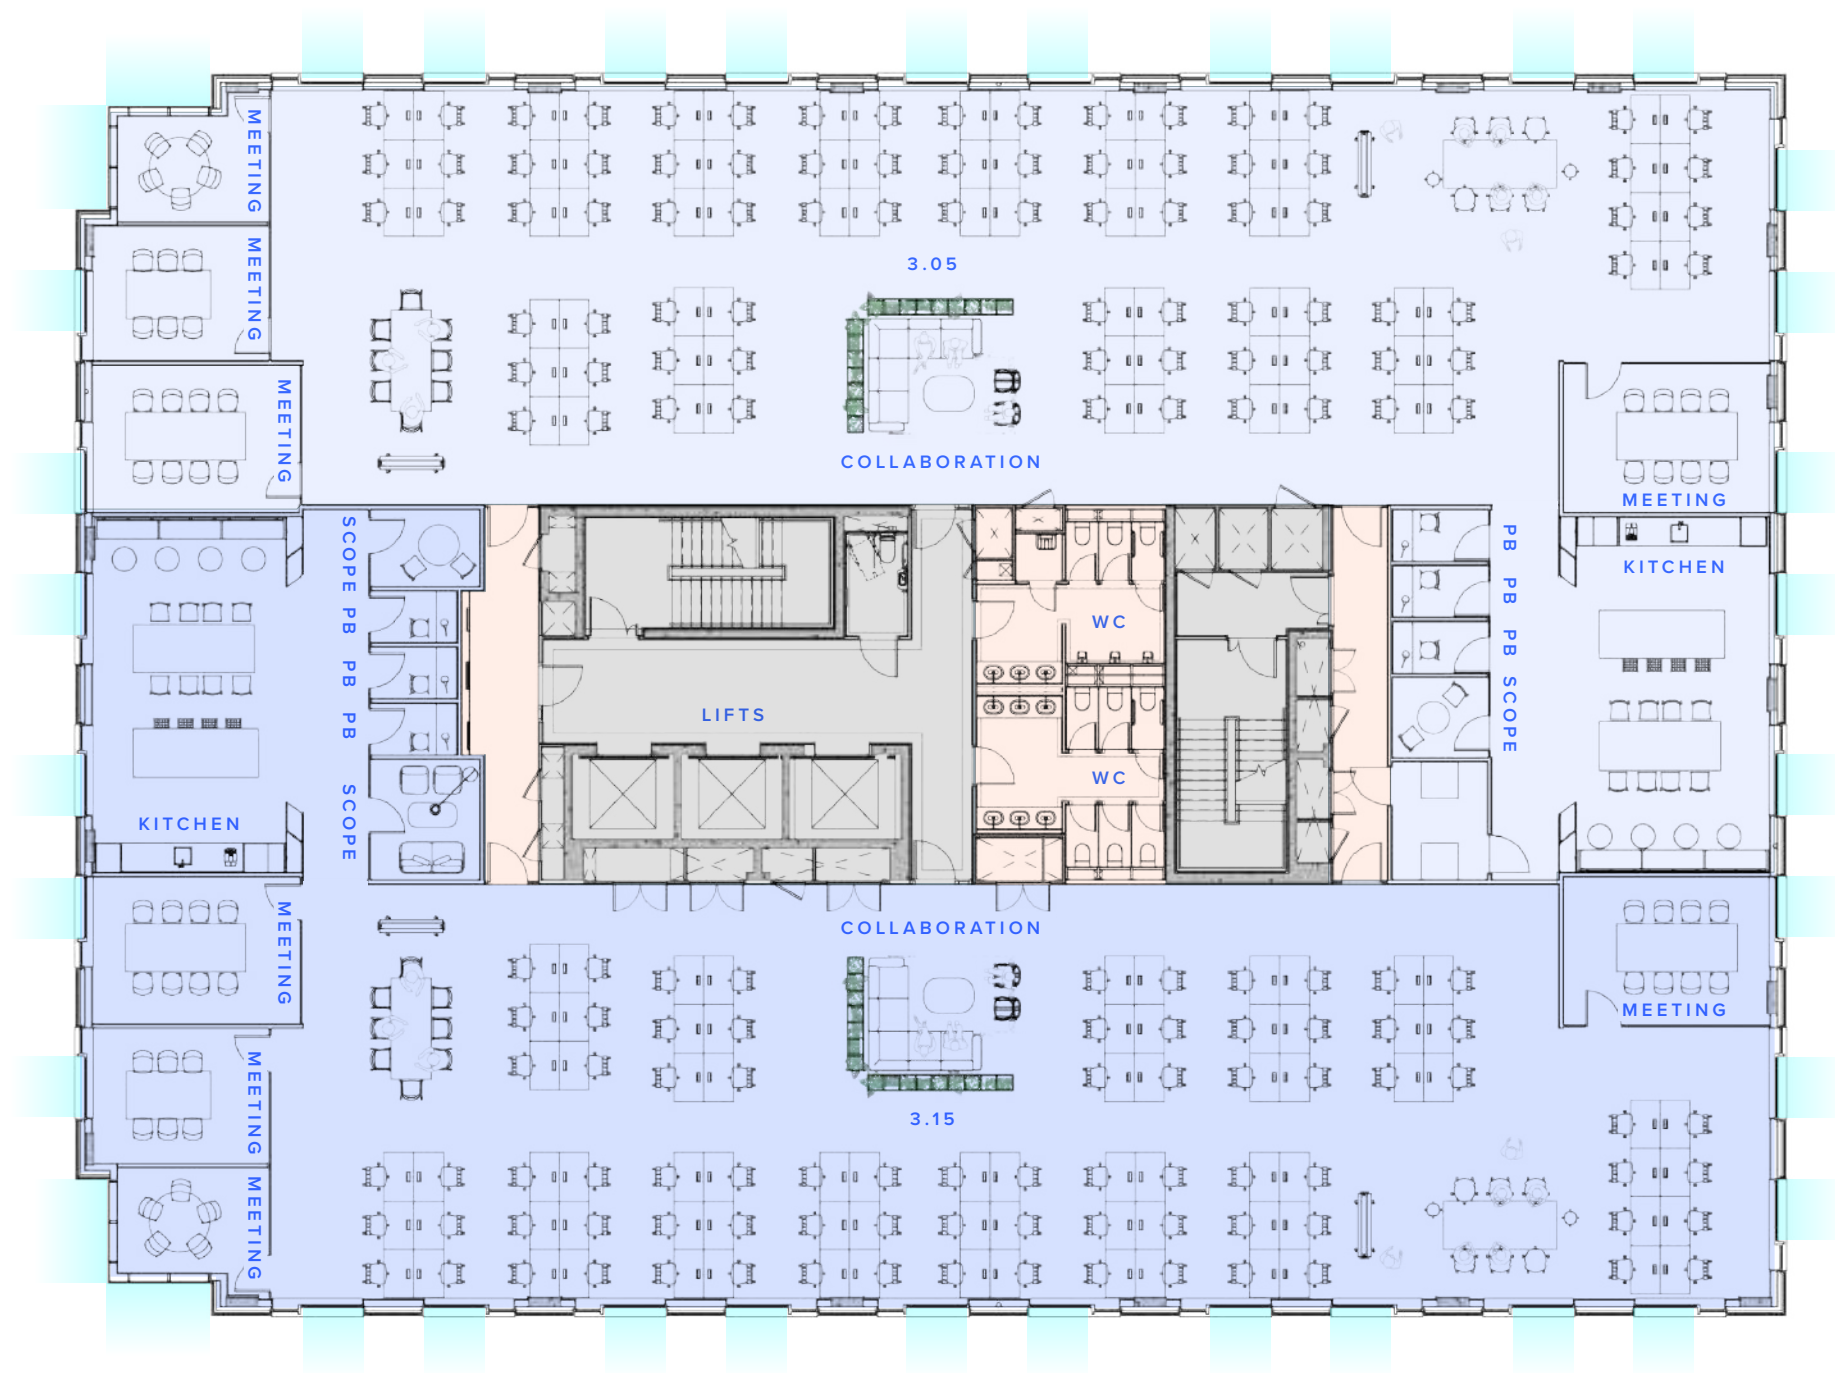 MEETING
MEETING
3.05
MEETING
COLLABORATION
MEETING
SCOPE
PB
PB
PB
SCOPE
KITCHEN
LIFTS
WC
WC
PB
PB
PB
SCOPE
KITCHEN
MEETING
COLLABORATION
MEETING
MEETING
3.15
MEETING